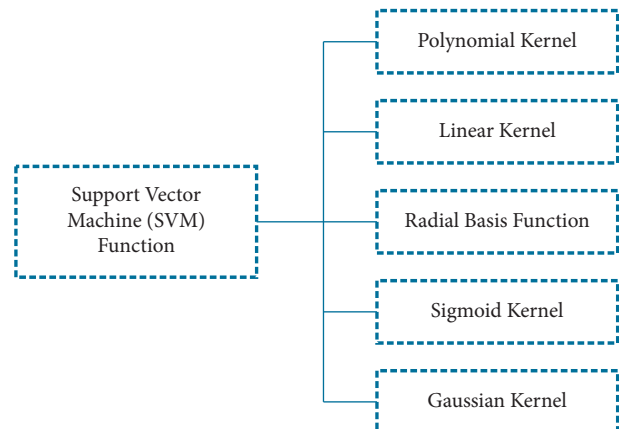 Polynomial Kernel
Linear Kernel
Support Vector
Machine (SVM)
Function
Radial Basis Function
Sigmoid Kernel
Gaussian Kernel